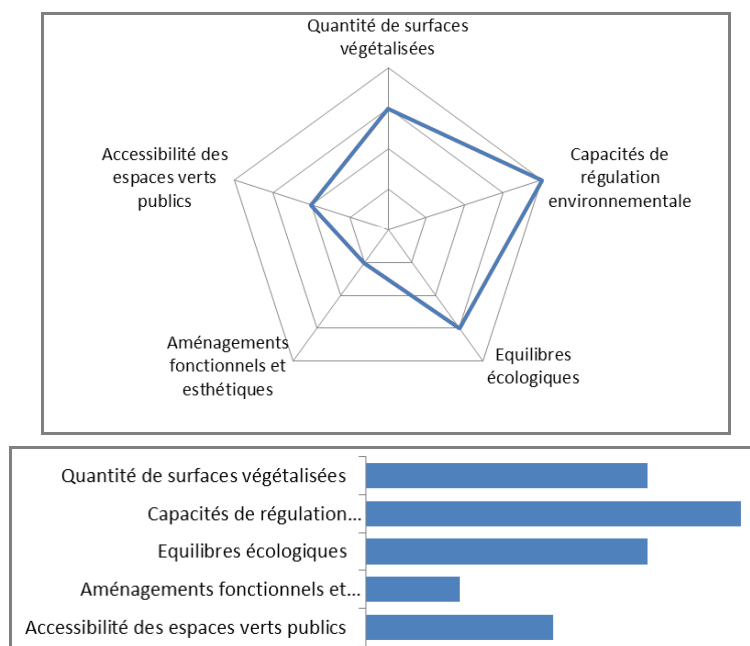 Quantité de surfaces
végétalisées
Accessibilité des
espaces verts
publics
Capacités de
régulation
environnementale
Aménagements
fonctionnels et
esthétiques
Equilibres
écologiques
Quantité de surfaces végétalisées
Capacités de régulation...
Equilibres écologiques
Aménagements fonctionnels et...
Accessibilité des espaces verts publics